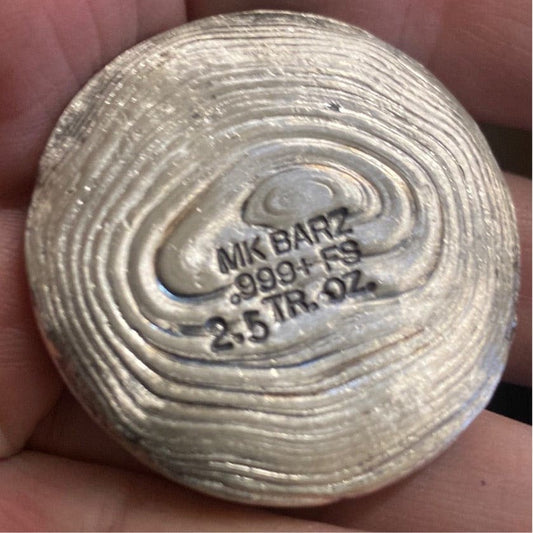 MK BARZ
.999+ FS
2.5 TR. OZ.